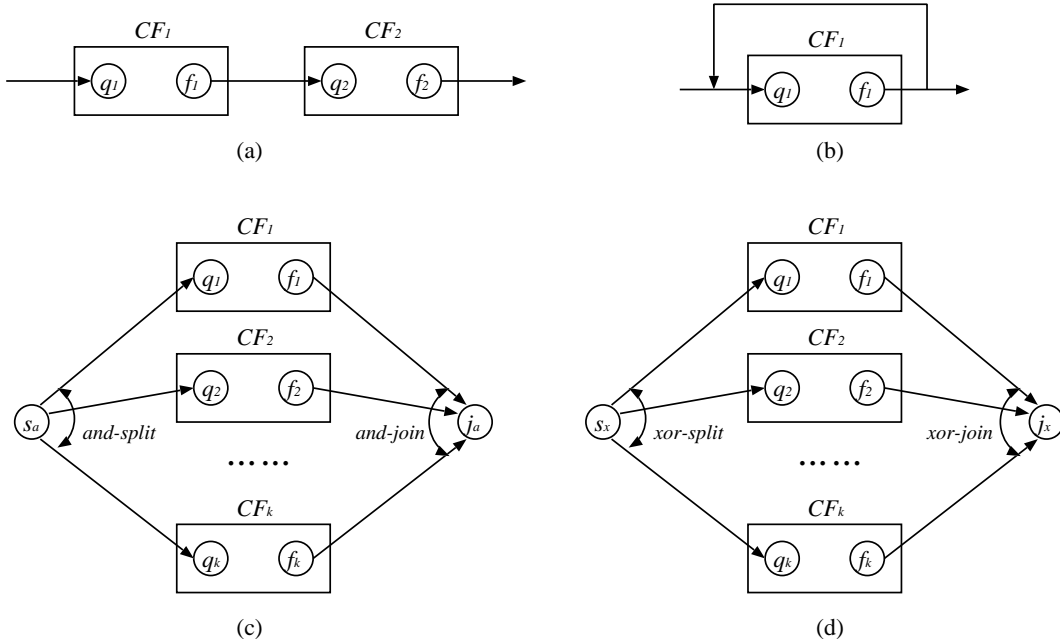 CF1 CF2
q1 f1 q2 f2
(a)
CF1
q1 f1
(b)
CF1
q1 f1
CF2
q2 f2
sa and-split and-join ja
……
CFk
qk fk
(c)
CF1
q1 f1
CF2
q2 f2
sx xor-split xor-join jx
……
CFk
qk fk
(d)